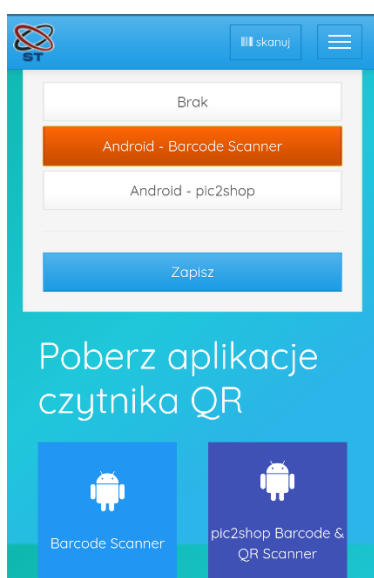 ST
skanuj
Brak
Android - Barcode Scanner
Android - pic2shop
Zapisz
Poberz aplikacje
czytnika QR
Barcode Scanner
pic2shop Barcode &
QR Scanner